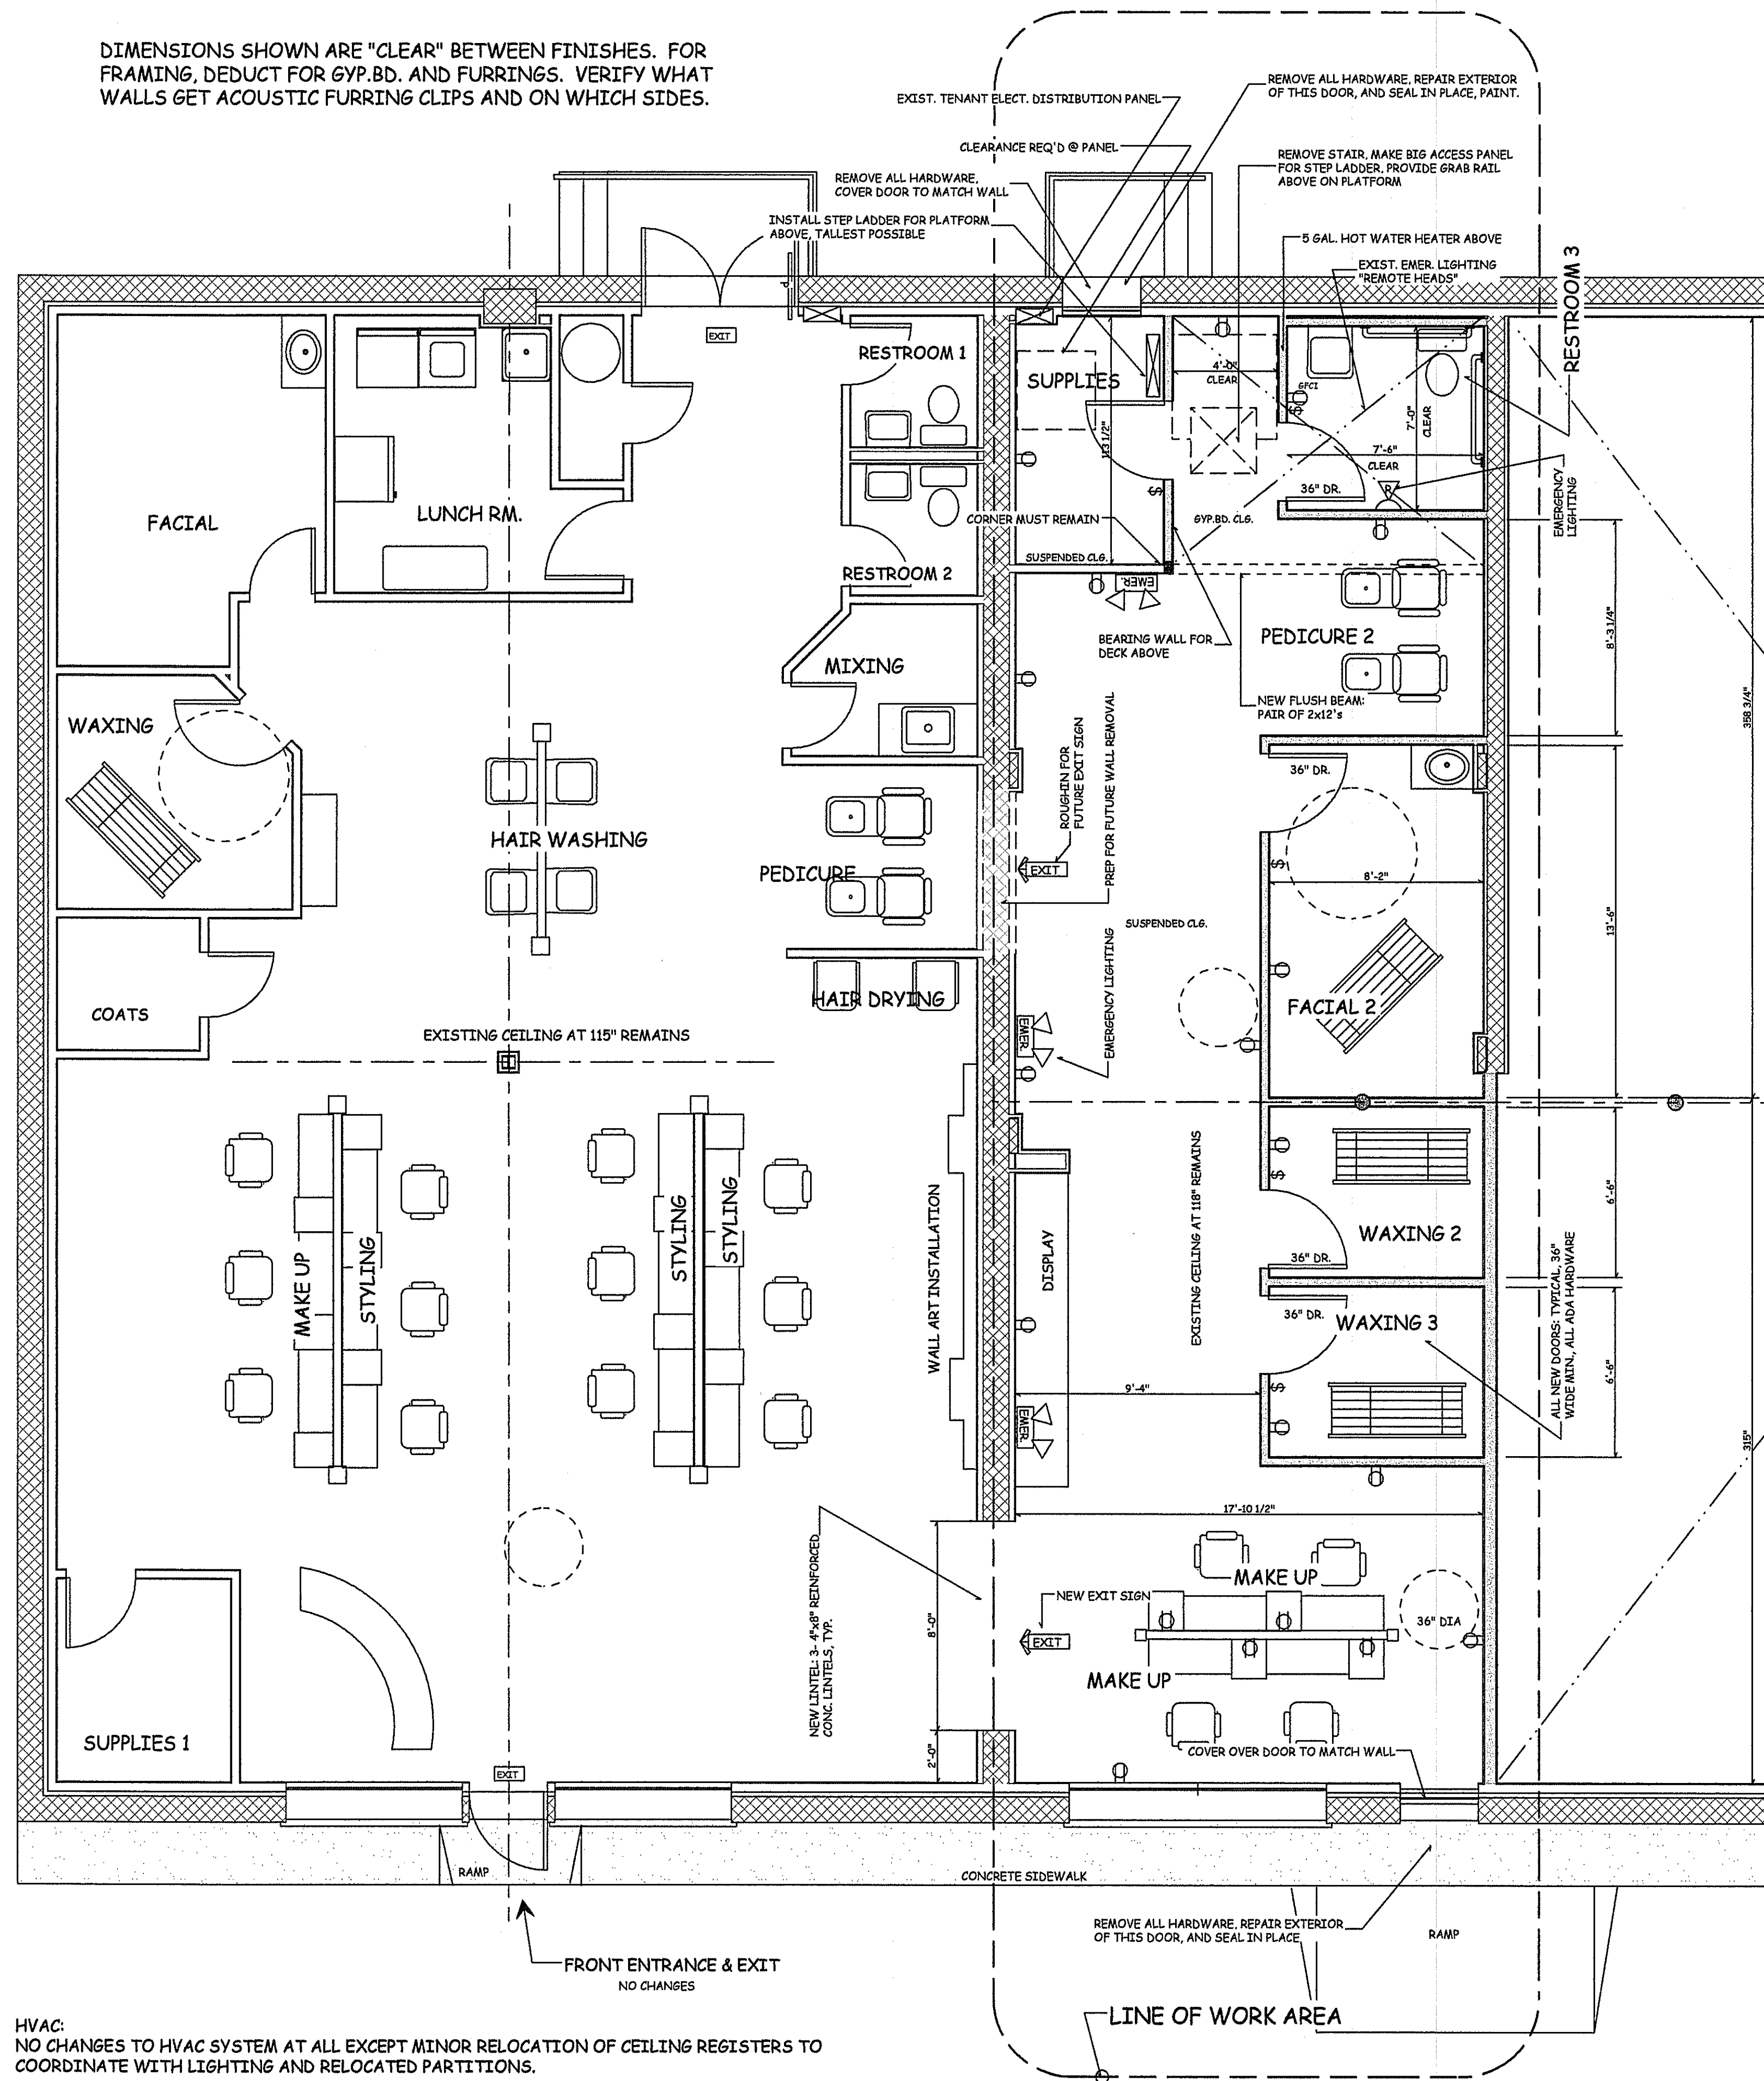 DIMENSIONS SHOWN ARE "CLEAR" BETWEEN FINISHES. FOR
FRAMING, DEDUCT FOR GYP.BD. AND FURRINGS. VERIFY WHAT
WALLS GET ACOUSTIC FURRING CLIPS AND ON WHICH SIDES.
EXIST. TENANT ELECT. DISTRIBUTION PANEL
REMOVE ALL HARDWARE, REPAIR EXTERIOR
OF THIS DOOR, AND SEAL IN PLACE, PAINT.
CLEARANCE REQ'D @ PANEL
REMOVE STAIR, MAKE BIG ACCESS PANEL
FOR STEP LADDER, PROVIDE GRAB RAIL
ABOVE ON PLATFORM
REMOVE ALL HARDWARE,
COVER DOOR TO MATCH WALL
INSTALL STEP LADDER FOR PLATFORM
ABOVE, TALLEST POSSIBLE
5 GAL. HOT WATER HEATER ABOVE
EXIST. EMER. LIGHTING
"REMOTE HEADS"
RESTROOM 3
EXIT
RESTROOM 1
SUPPLIES
4'-0"
CLEAR
GFCI
$
7'-0"
CLEAR
113 1/2"
7'-6"
CLEAR
36" DR.
R
$
EMERGENCY
LIGHTING
FACIAL
LUNCH RM.
CORNER MUST REMAIN
GYP.BD. CLG.
SUSPENDED CLG.
RESTROOM 2
EMER.
BEARING WALL FOR
DECK ABOVE
PEDICURE 2
8'-3 1/4"
MIXING
NEW FLUSH BEAM:
PAIR OF 2x12's
358 3/4"
WAXING
ROUGHIN FOR
FUTURE EXIT SIGN
PREP FOR FUTURE WALL REMOVAL
36" DR.
HAIR WASHING
PEDICURE
EXIT
$
8'-2"
13'-6"
SUSPENDED CLG.
HAIR DRYING
COATS
FACIAL 2
EMER.
EMERGENCY LIGHTING
EXISTING CEILING AT 115" REMAINS
MAKE UP
STYLING
STYLING
STYLING
WALL ART INSTALLATION
DISPLAY
EXISTING CEILING AT 118" REMAINS
$
WAXING 2
6'-6"
36" DR.
36" DR.
WAXING 3
ALL NEW DOORS: TYPICAL, 36"
WIDE MIN., ALL ADA HARDWARE
6'-6"
9'-4"
$
EMER.
315"
17'-10 1/2"
NEW LINTEL: 3- 4"x8" REINFORCED
CONC. LINTELS, TYP.
8'-0"
MAKE UP
NEW EXIT SIGN
EXIT
36" DIA
MAKE UP
SUPPLIES 1
2'-0"
COVER OVER DOOR TO MATCH WALL
EXIT
RAMP
CONCRETE SIDEWALK
REMOVE ALL HARDWARE, REPAIR EXTERIOR
OF THIS DOOR, AND SEAL IN PLACE
RAMP
FRONT ENTRANCE & EXIT
NO CHANGES
LINE OF WORK AREA
HVAC:
NO CHANGES TO HVAC SYSTEM AT ALL EXCEPT MINOR RELOCATION OF CEILING REGISTERS TO
COORDINATE WITH LIGHTING AND RELOCATED PARTITIONS.